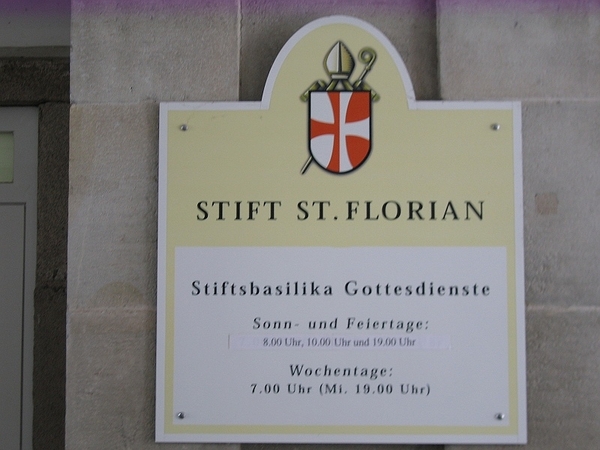 STIFT ST. FLORIAN
Stiftsbasilika Gottesdienste
Sonn- und Feiertage:
8.00 Uhr, 10.00 Uhr und 19.00 Uhr
Wochentage:
7.00 Uhr (Mi. 19.00 Uhr)